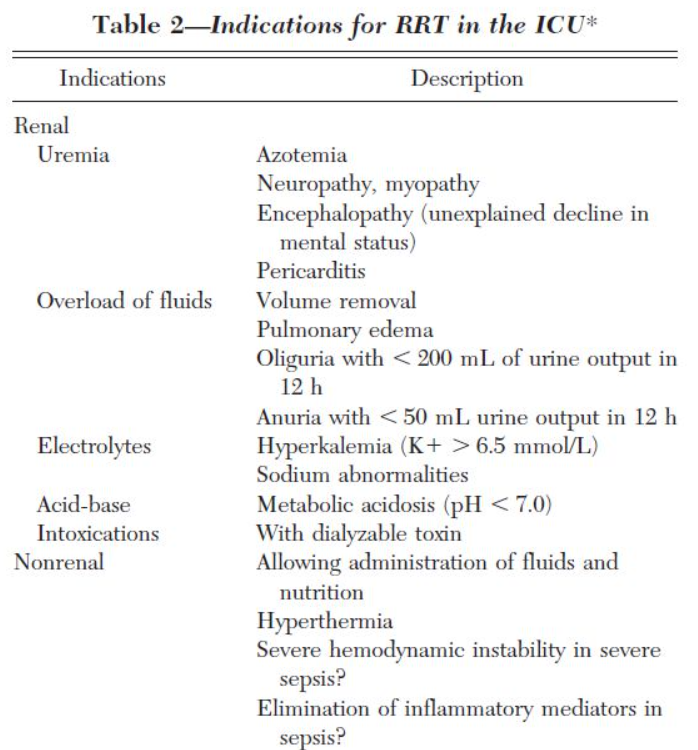 Table 2—Indications for RRT in the ICU*
Indications Description
Renal
Uremia Azotemia
Neuropathy, myopathy
Encephalopathy (unexplained decline in
mental status)
Pericarditis
Overload of fluids Volume removal
Pulmonary edema
Oliguria with < 200 mL of urine output in
12 h
Anuria with < 50 mL urine output in 12 h
Electrolytes Hyperkalemia (K+ > 6.5 mmol/L)
Sodium abnormalities
Acid-base Metabolic acidosis (pH < 7.0)
Intoxications With dialyzable toxin
Nonrenal Allowing administration of fluids and
nutrition
Hyperthermia
Severe hemodynamic instability in severe
sepsis?
Elimination of inflammatory mediators in
sepsis?